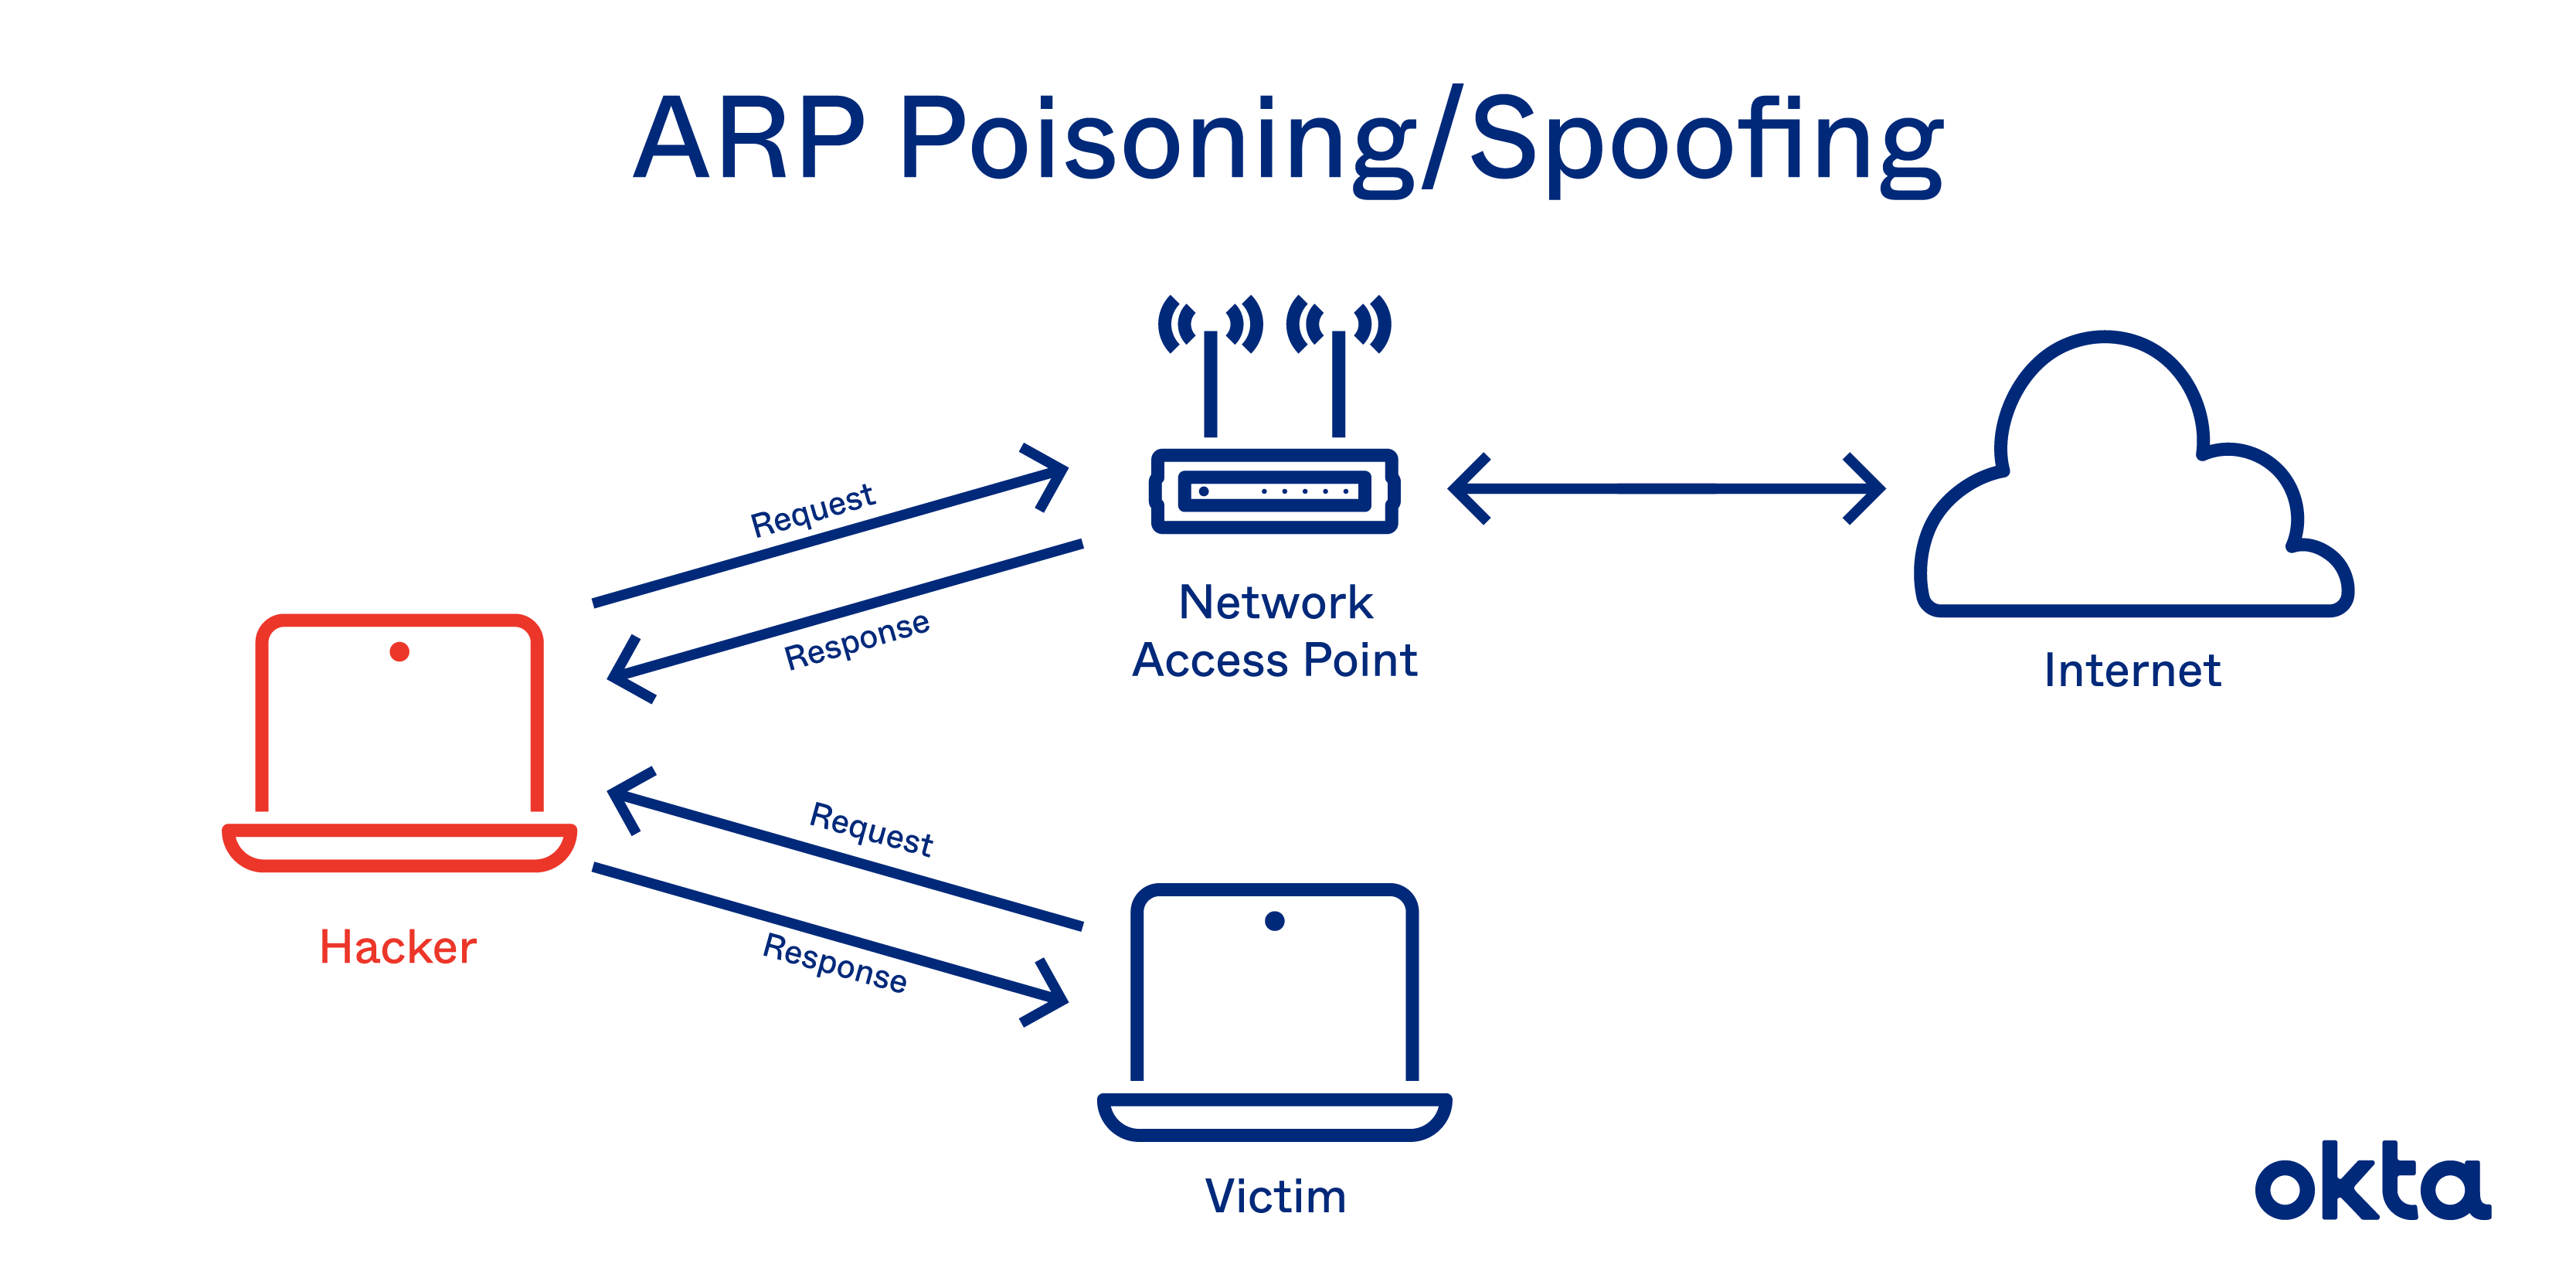 ARP Poisoning/Spoofing
Request
Response
Network
Access Point
Internet
Hacker
Request
Response
Victim
okta